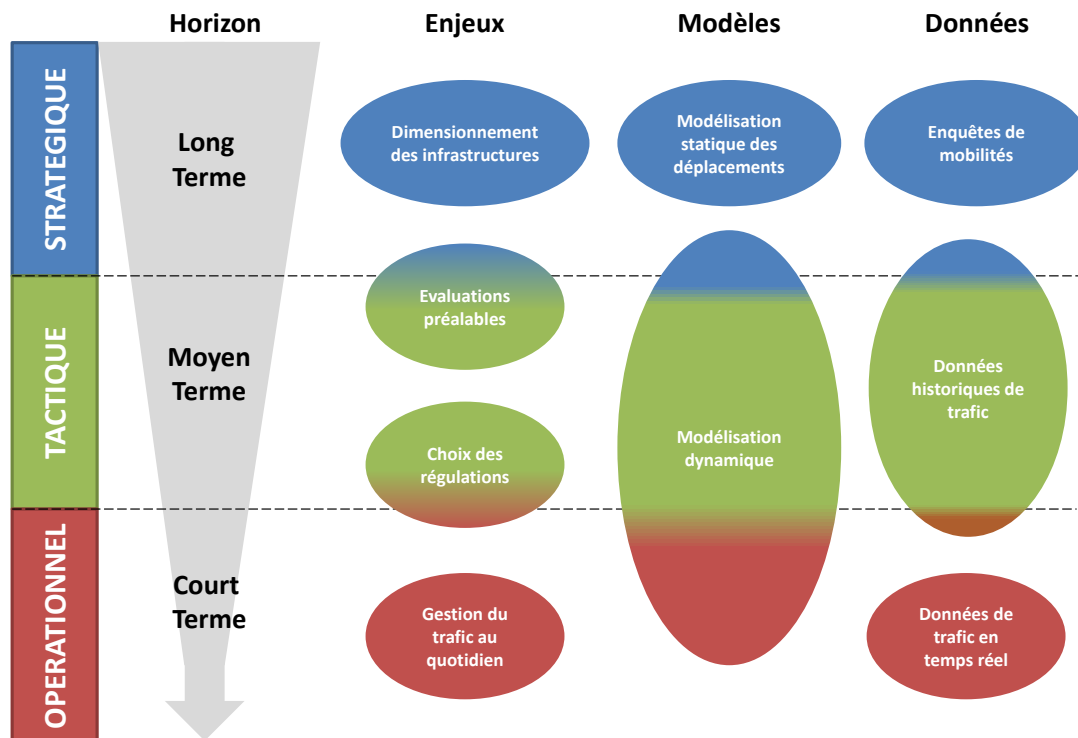 Horizon
Enjeux
Modèles
Données
STRATEGIQUE
Long
Terme
Dimensionnement
des infrastructures
Modélisation
statique des
déplacements
Enquêtes de
mobilités
TACTIQUE
Moyen
Terme
Evaluations
préalables
Choix des
régulations
Modélisation
dynamique
Données
historiques de
trafic
OPERATIONNEL
Court
Terme
Gestion du
trafic au
quotidien
Données de
trafic en
temps réel